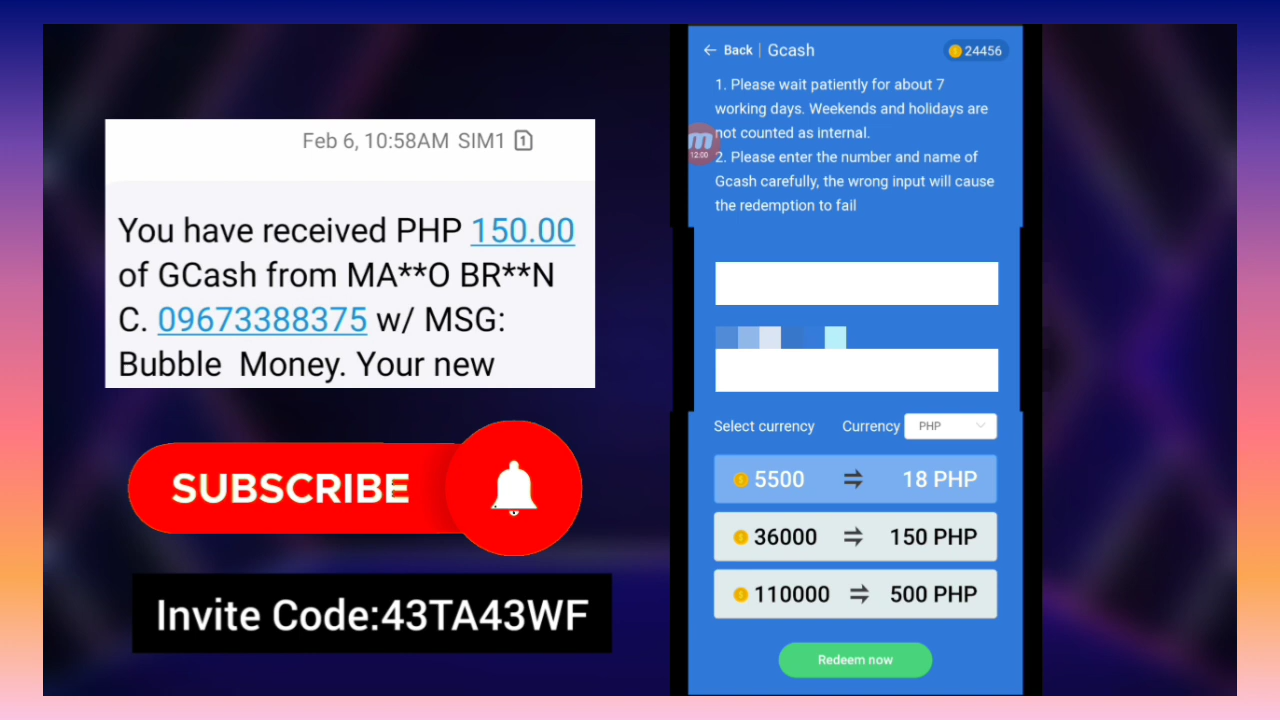 Feb 6, 10:58AM SIM1 1
You have received PHP 150.00
of GCash from MA**O BR**N
C. 09673388375 w/ MSG:
Bubble Money. Your new
SUBSCRIBE
Invite Code:43TA43WF
← Back | Gcash
24456
1. Please wait patiently for about 7
working days. Weekends and holidays are
not counted as internal.
12:00
2. Please enter the number and name of
Gcash carefully, the wrong input will cause
the redemption to fail
Select currency Currency PHP
5500 18 PHP
36000 150 PHP
110000 500 PHP
Redeem now